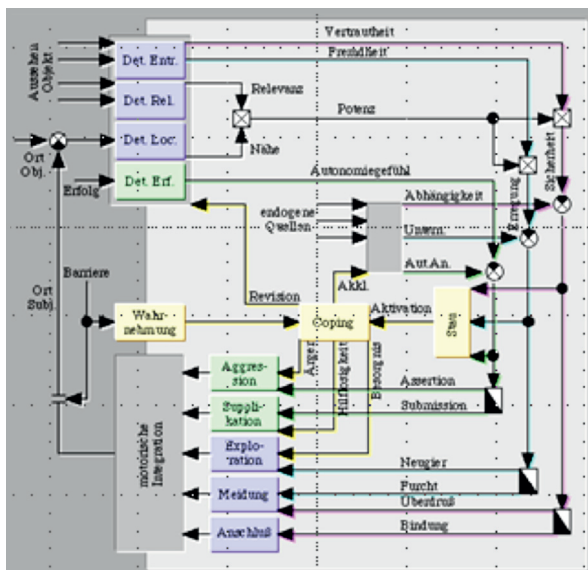 Vertrautheit
Fremdheit
Aussehen
Objekt
Det. Entr.
Det. Rel.
Relevanz
Potenz
Det. Loc.
Nähe
Ort
Obj.
Sicherheit
Erfolg
Det. Erf.
Autonomiegefühl
Abhängigkeit
Erregung
endogene
Quellen
Untern.
Aut.An.
Akkl.
Barriere
Ort
Subj.
Revision
Wahr-
nehmung
Coping
Aktivation
Stau
Ärger
Hilflosigkeit
Besorgnis
motorische
Integration
Aggres-
sion
Assertion
Suppli-
kation
Submission
Explo-
ration
Neugier
Meidung
Furcht
Überdruß
Anschluß
Bindung